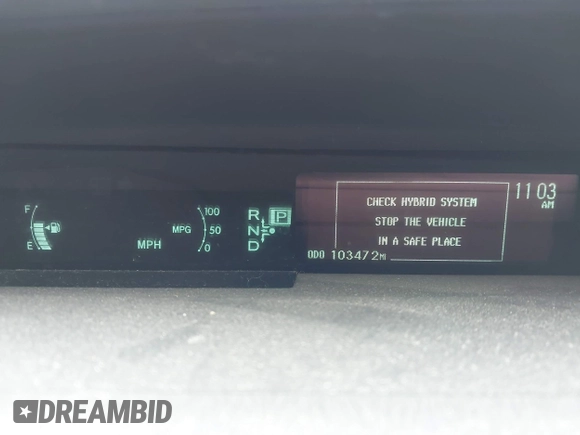 F
E
MPH
MPG
100
50
0
R
P
N
D
CHECK HYBRID SYSTEM
STOP THE VEHICLE
IN A SAFE PLACE
ODO 103472 MI
11 03
AM
DREAMBID